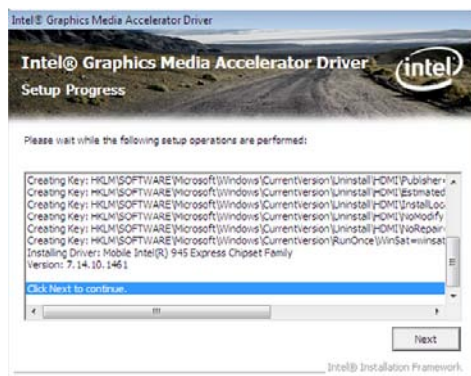 Intel® Graphics Media Accelerator Driver
Intel® Graphics Media Accelerator Driver
Setup Progress
intel
Please wait while the following setup operations are performed:
Creating Key: HKLM\SOFTWARE\Microsoft\Windows\CurrentVersion\Uninstall\HDMI\Publisher=
Creating Key: HKLM\SOFTWARE\Microsoft\Windows\CurrentVersion\Uninstall\HDMI\Estimated
Creating Key: HKLM\SOFTWARE\Microsoft\Windows\CurrentVersion\Uninstall\HDMI\InstallLoc
Creating Key: HKLM\SOFTWARE\Microsoft\Windows\CurrentVersion\Uninstall\HDMI\NoModify
Creating Key: HKLM\SOFTWARE\Microsoft\Windows\CurrentVersion\Uninstall\HDMI\NoRepair
Creating Key: HKLM\SOFTWARE\Microsoft\Windows\CurrentVersion\RunOnce\WinSat=winsat
Installing Driver: Mobile Intel(R) 945 Express Chipset Family
Version: 7.14.10.1461
Click Next to continue.
Next
Intel® Installation Framework